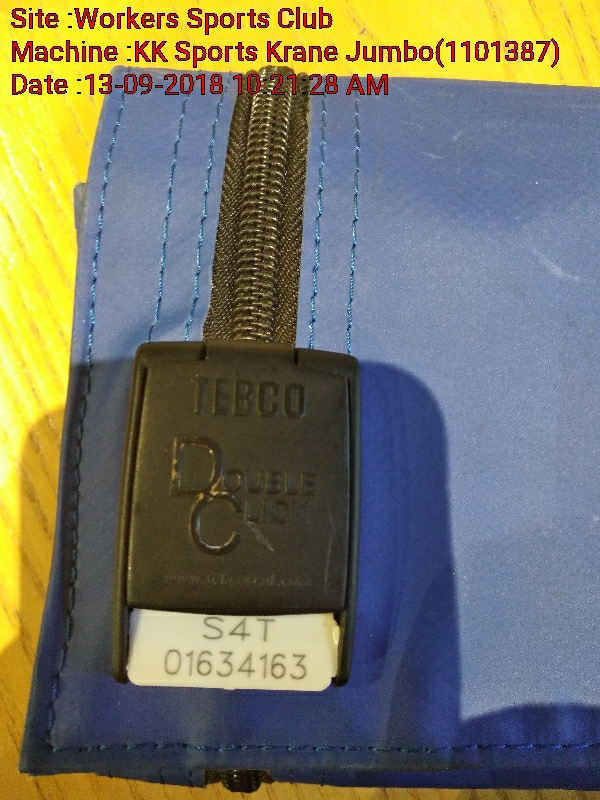 Site :Workers Sports Club
Machine :KK Sports Krane Jumbo(1101387)
Date :13-09-2018 10:21:28 AM
TEBCO
DOUBLE
CLICK
S4T
01634163